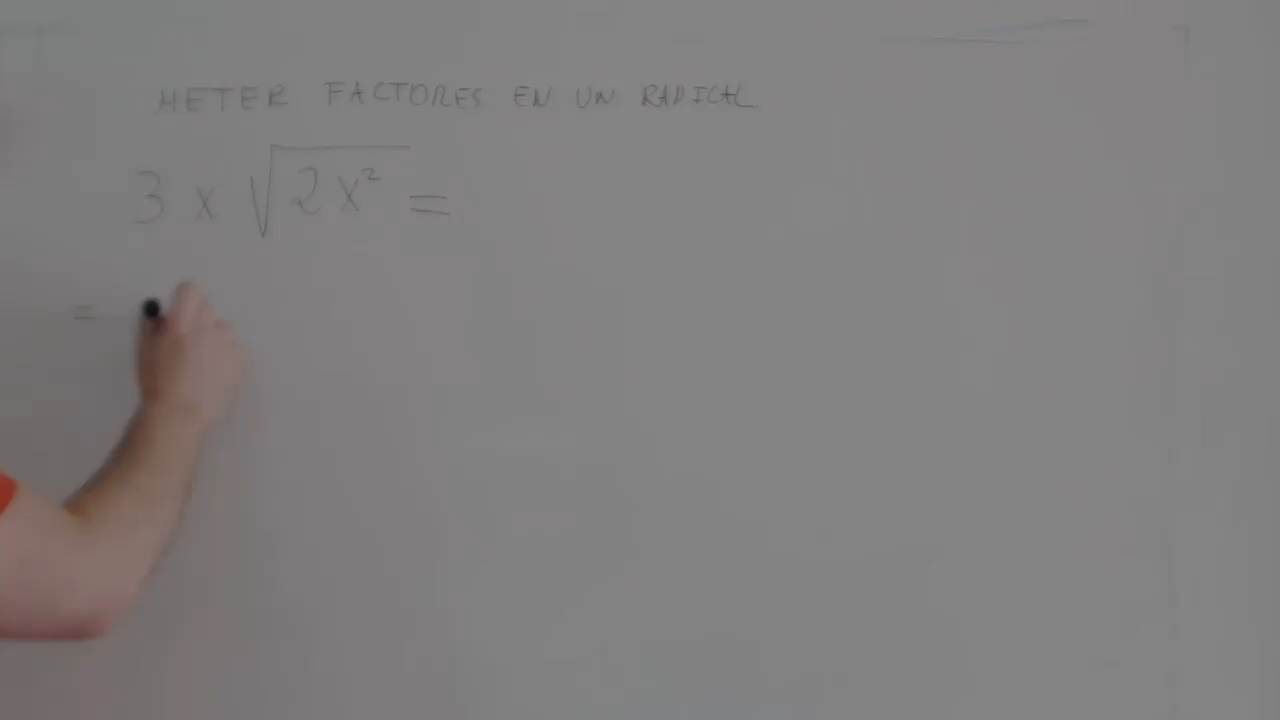 METER FACTORES EN UN RADICAL
3 x √2x² =
=